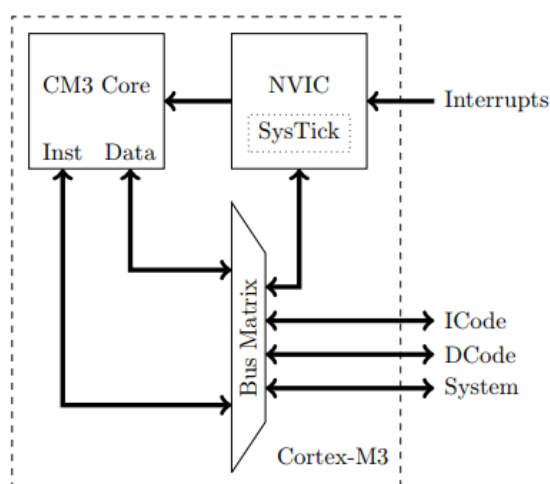 CM3 Core
NVIC
Interrupts
SysTick
Inst Data
Bus Matrix
ICode
DCode
System
Cortex-M3